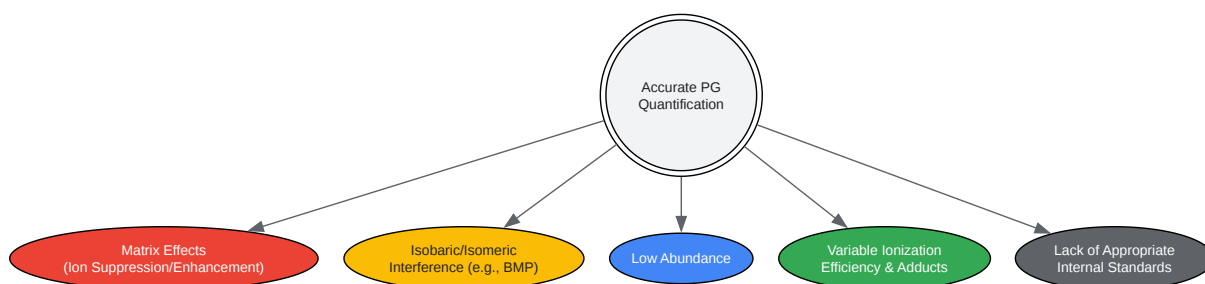 Accurate PG
Quantification
Matrix Effects
(Ion Suppression/Enhancement)
Isobaric/Isomeric
Interference (e.g., BMP)
Low Abundance
Variable Ionization
Efficiency & Adducts
Lack of Appropriate
Internal Standards